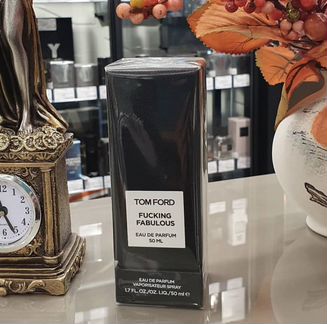 TOM FORD
FUCKING
FABULOUS
EAU DE PARFUM
50 ML
EAU DE PARFUM
VAPORISATEUR SPRAY
1.7 FL. OZ./OZ. LIQ./50 ml ℮